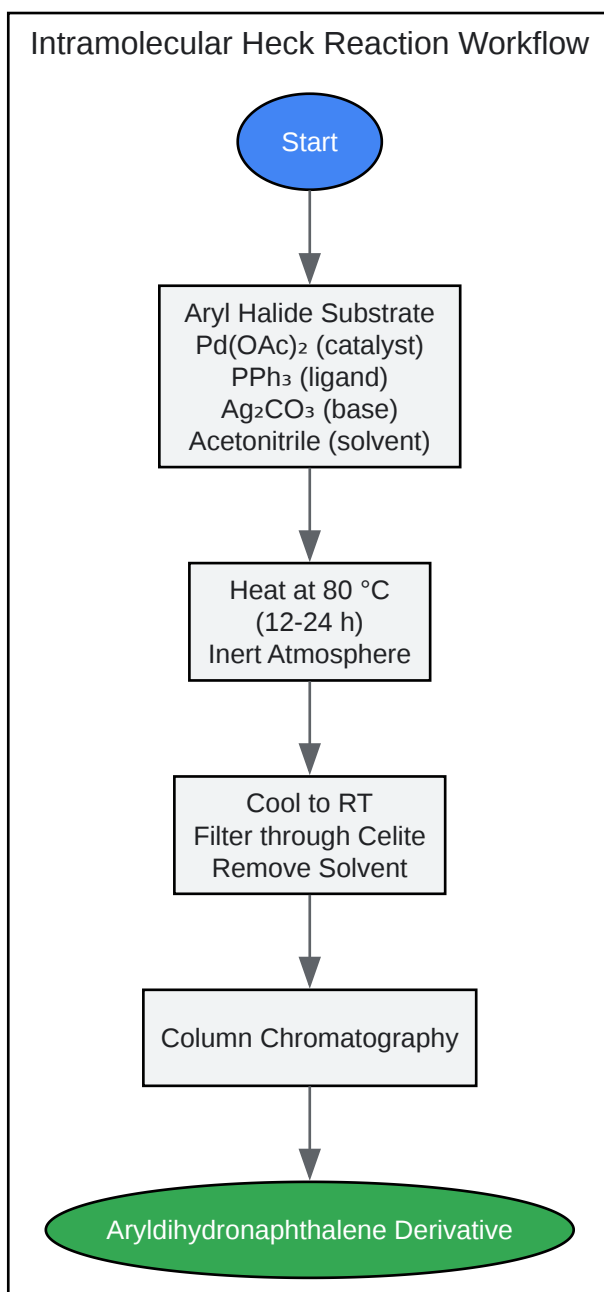 Intramolecular Heck Reaction Workflow
Start
Aryl Halide Substrate
Pd(OAc)₂ (catalyst)
PPh₃ (ligand)
Ag₂CO₃ (base)
Acetonitrile (solvent)
Heat at 80 °C
(12-24 h)
Inert Atmosphere
Cool to RT
Filter through Celite
Remove Solvent
Column Chromatography
Aryldihydronaphthalene Derivative